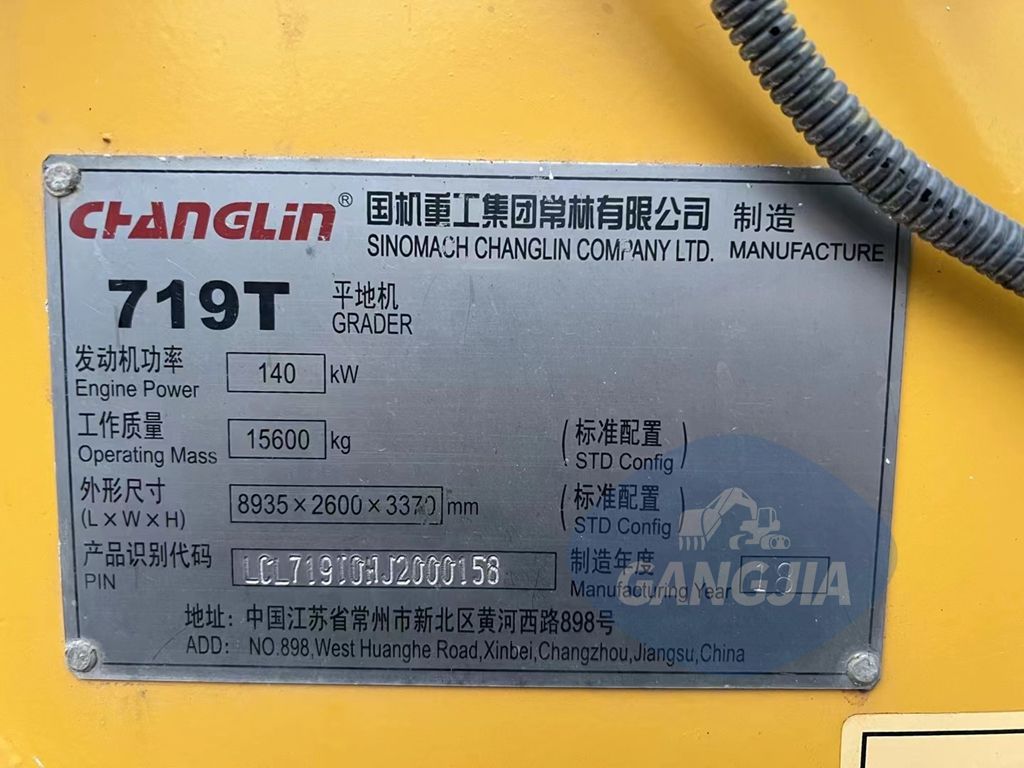 CHANGLIN® 国机重工集团常林有限公司 制造
SINOMACH CHANGLIN COMPANY LTD. MANUFACTURE
719T 平地机
GRADER
发动机功率
Engine Power 140 kW
工作质量 (标准配置)
Operating Mass 15600 kg (STD Config)
外形尺寸 (标准配置)
(L×W×H) 8935×2600×3370 mm (STD Config)
产品识别代码 制造年度
PIN LCL719T0HJ2000158 Manufacturing Year 18
GANGJIA
地址: 中国江苏省常州市新北区黄河西路898号
ADD: NO.898,West Huanghe Road,Xinbei,Changzhou,Jiangsu,China